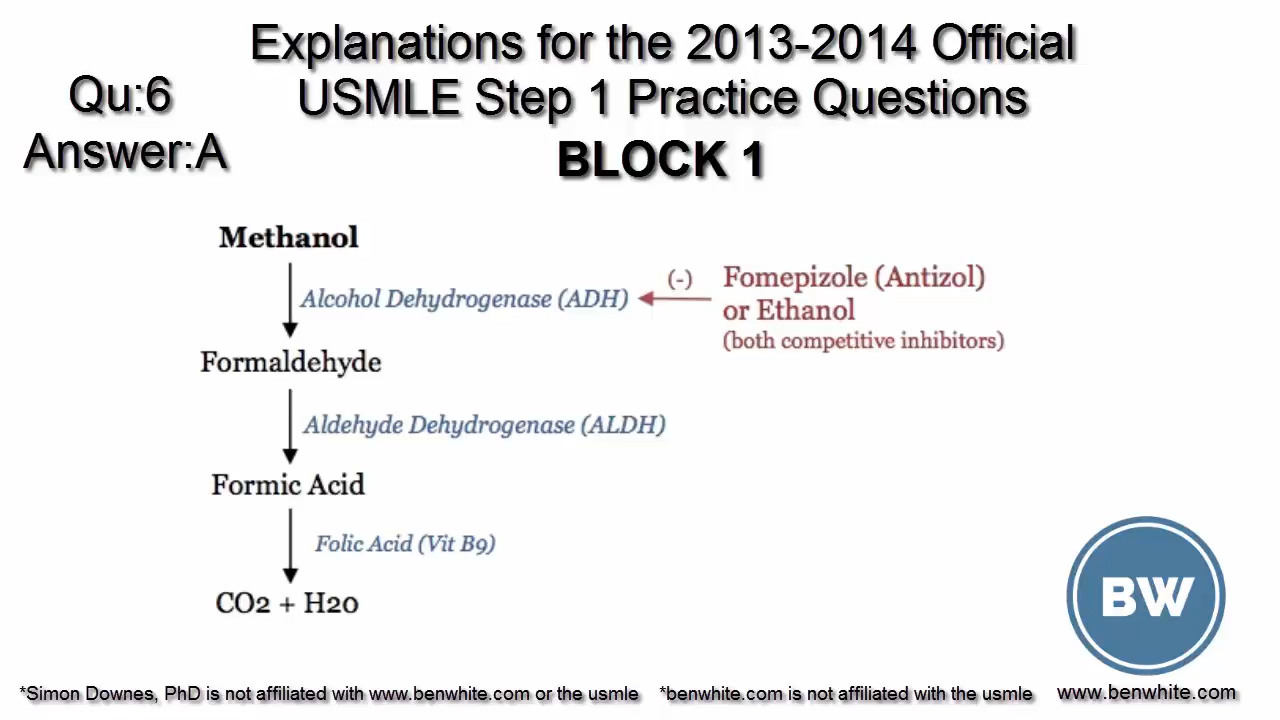 Explanations for the 2013-2014 Official
USMLE Step 1 Practice Questions
BLOCK 1
Qu:6
Answer:A
Methanol
Alcohol Dehydrogenase (ADH)
(-)
Fomepizole (Antizol)
or Ethanol
(both competitive inhibitors)
Formaldehyde
Aldehyde Dehydrogenase (ALDH)
Formic Acid
Folic Acid (Vit B9)
CO2 + H20
BW
*Simon Downes, PhD is not affiliated with www.benwhite.com or the usmle
*benwhite.com is not affiliated with the usmle
www.benwhite.com